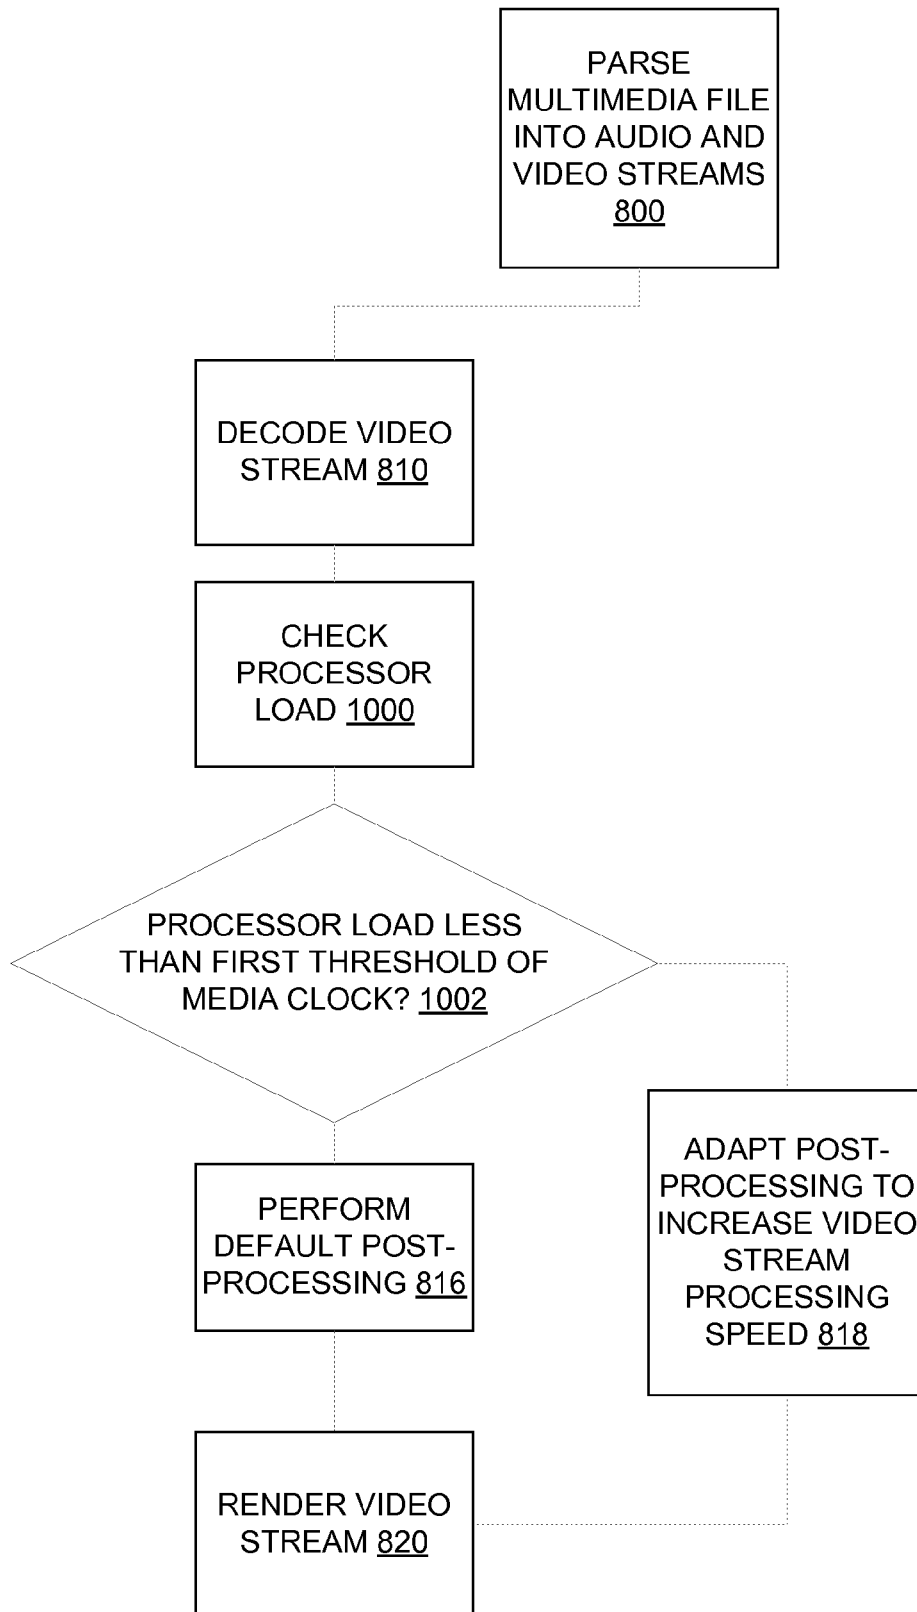 PARSE
MULTIMEDIA FILE
INTO AUDIO AND
VIDEO STREAMS
800
DECODE VIDEO
STREAM 810
CHECK
PROCESSOR
LOAD 1000
PROCESSOR LOAD LESS
THAN FIRST THRESHOLD OF
MEDIA CLOCK? 1002
PERFORM
DEFAULT POST-
PROCESSING 816
ADAPT POST-
PROCESSING TO
INCREASE VIDEO
STREAM
PROCESSING
SPEED 818
RENDER VIDEO
STREAM 820